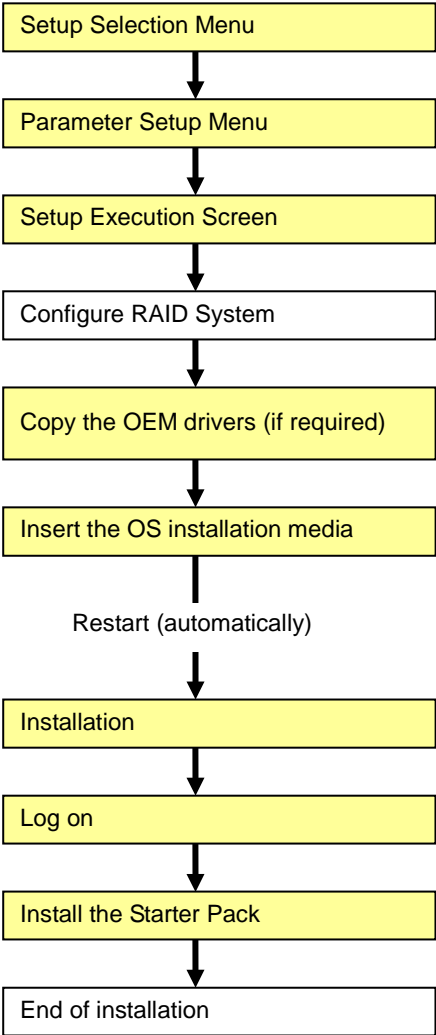 Setup Selection Menu
Parameter Setup Menu
Setup Execution Screen
Configure RAID System
Copy the OEM drivers (if required)
Insert the OS installation media
Restart (automatically)
Installation
Log on
Install the Starter Pack
End of installation